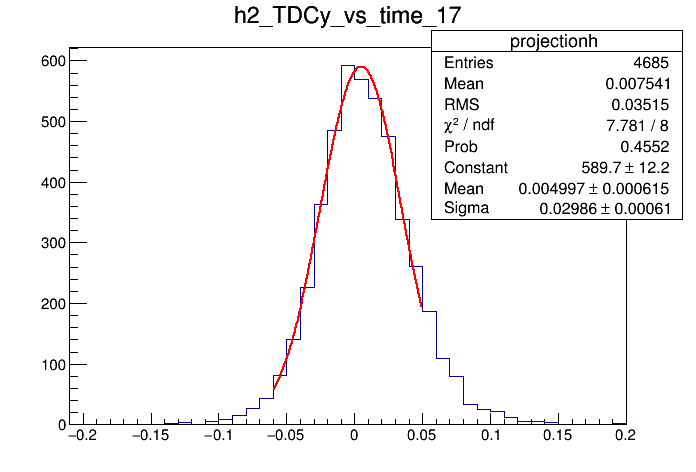 h2_TDCy_vs_time_17
projectionh
Entries 4685
Mean 0.007541
RMS 0.03515
χ² / ndf 7.781 / 8
Prob 0.4552
Constant 589.7 ± 12.2
Mean 0.004997 ± 0.000615
Sigma 0.02986 ± 0.00061
600
500
400
300
200
100
0
−0.2 −0.15 −0.1 −0.05 0 0.05 0.1 0.15 0.2